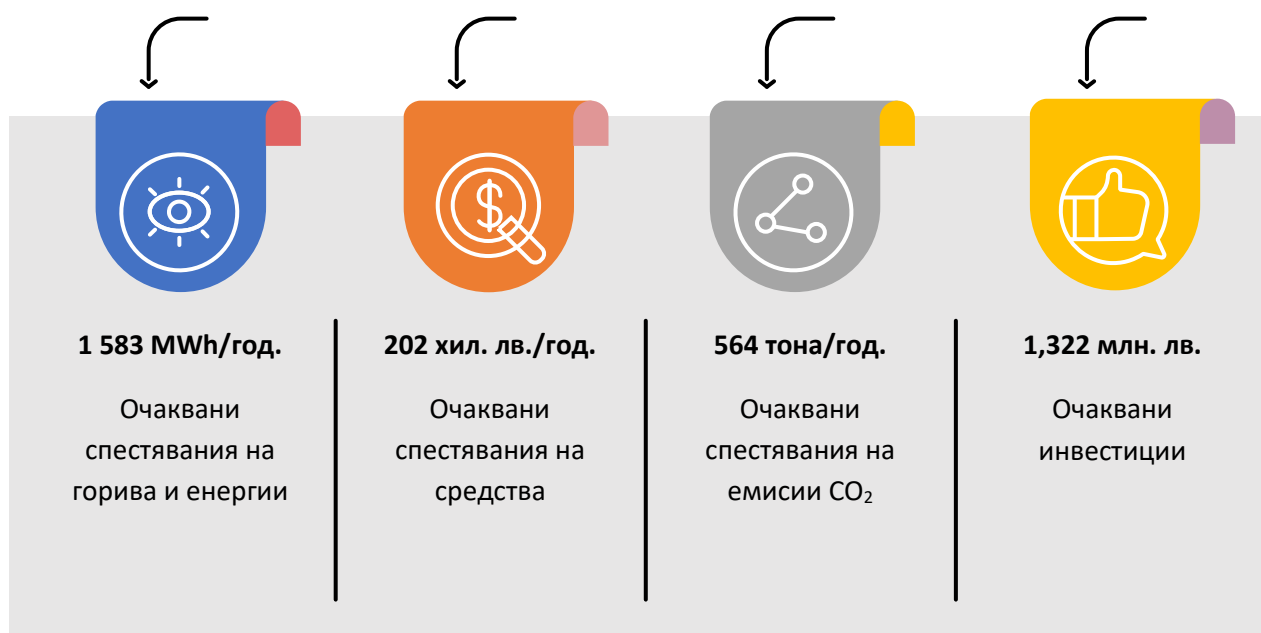 1 583 MWh/год.
Очаквани
спестявания на
горива и енергии
202 хил. лв./год.
Очаквани
спестявания на
средства
564 тона/год.
Очаквани
спестявания на
емисии CO₂
1,322 млн. лв.
Очаквани
инвестиции